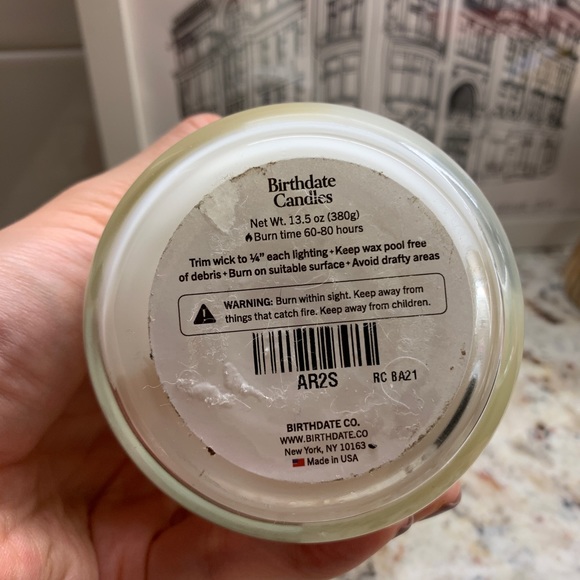 Birthdate
Candles
Net Wt. 13.5 oz (380g)
Burn time 60-80 hours
Trim wick to ¼" each lighting • Keep wax pool free
of debris • Burn on suitable surface • Avoid drafty areas
WARNING: Burn within sight. Keep away from
things that catch fire. Keep away from children.
AR2S RC BA21
BIRTHDATE CO.
WWW.BIRTHDATE.CO
New York, NY 10163
Made in USA